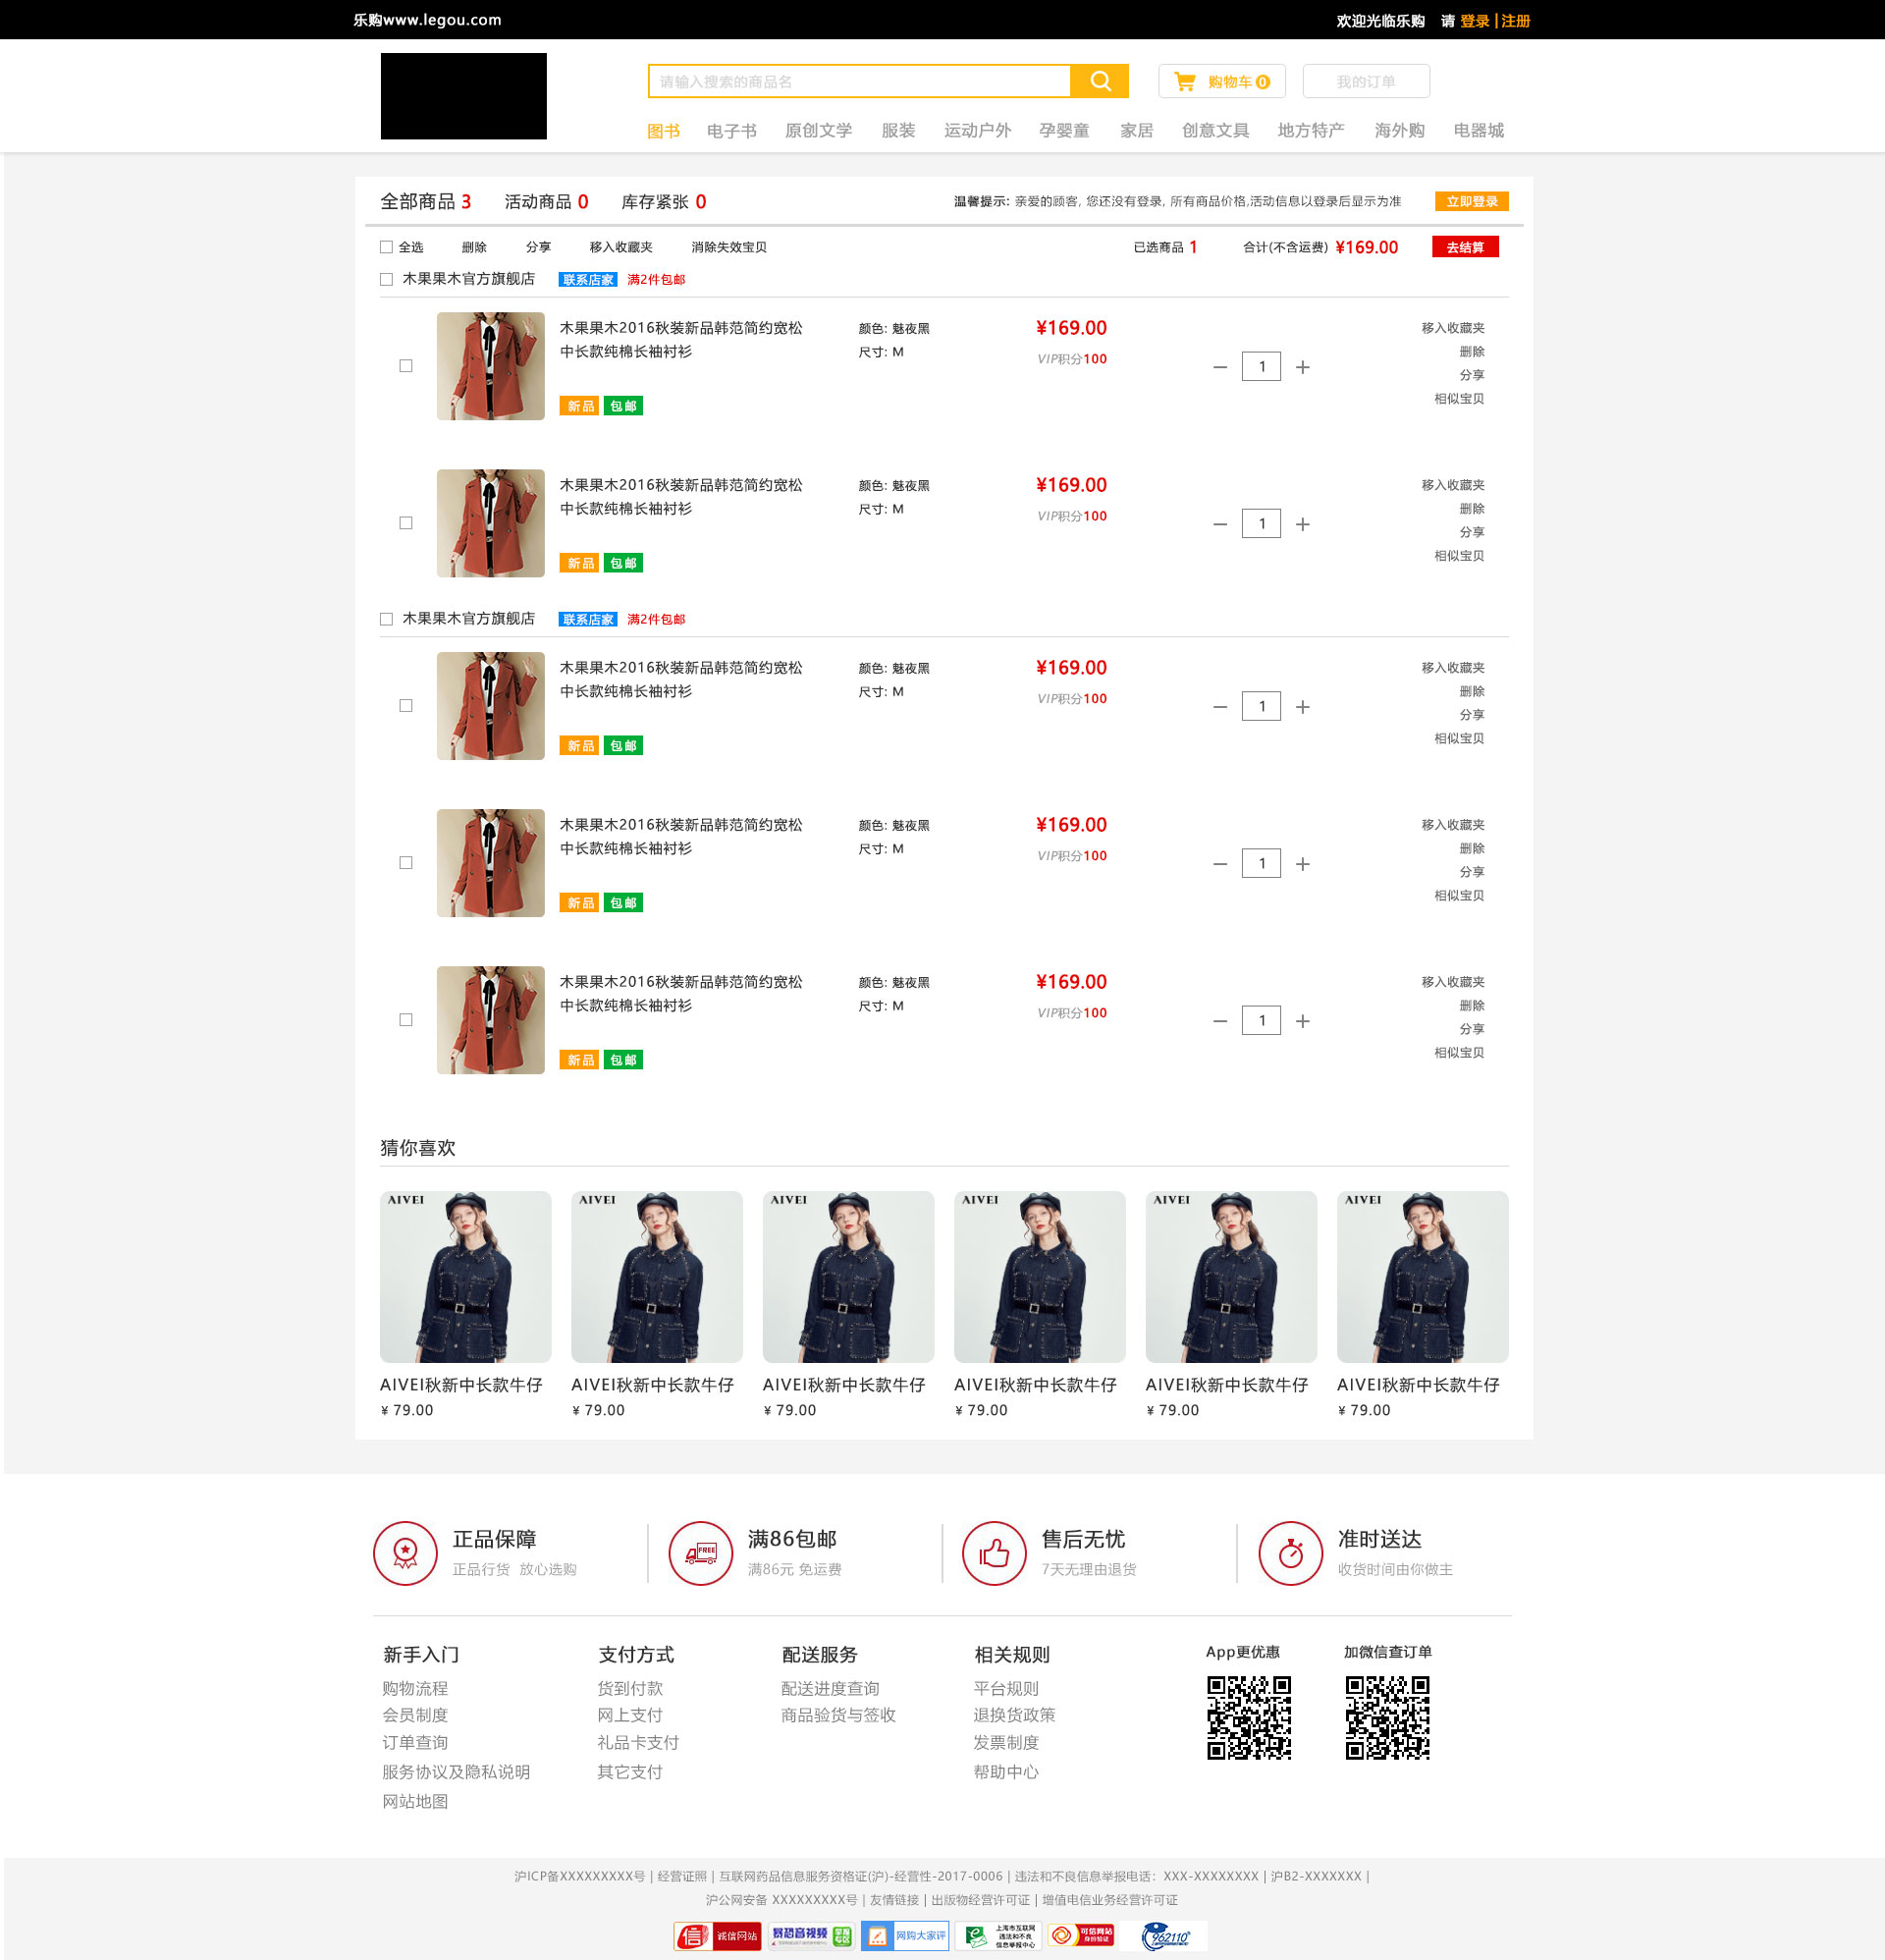 乐购www.legou.com
欢迎光临乐购 请 登录 | 注册
请输入搜索的商品名
购物车 0
我的订单
图书 电子书 原创文学 服装 运动户外 孕婴童 家居 创意文具 地方特产 海外购 电器城
全部商品 3 活动商品 0 库存紧张 0
温馨提示: 亲爱的顾客, 您还没有登录, 所有商品价格,活动信息以登录后显示为准 立即登录
全选 删除 分享 移入收藏夹 消除失效宝贝 已选商品 1 合计(不含运费) ¥169.00 去结算
木果果木官方旗舰店 联系店家 满2件包邮
木果果木2016秋装新品韩范简约宽松 颜色: 魅夜黑 ¥169.00 移入收藏夹
中长款纯棉长袖衬衫 尺寸: M VIP积分100 1 删除
分享
新品 包邮 相似宝贝
木果果木2016秋装新品韩范简约宽松 颜色: 魅夜黑 ¥169.00 移入收藏夹
中长款纯棉长袖衬衫 尺寸: M VIP积分100 1 删除
分享
新品 包邮 相似宝贝
木果果木官方旗舰店 联系店家 满2件包邮
木果果木2016秋装新品韩范简约宽松 颜色: 魅夜黑 ¥169.00 移入收藏夹
中长款纯棉长袖衬衫 尺寸: M VIP积分100 1 删除
分享
新品 包邮 相似宝贝
木果果木2016秋装新品韩范简约宽松 颜色: 魅夜黑 ¥169.00 移入收藏夹
中长款纯棉长袖衬衫 尺寸: M VIP积分100 1 删除
分享
新品 包邮 相似宝贝
木果果木2016秋装新品韩范简约宽松 颜色: 魅夜黑 ¥169.00 移入收藏夹
中长款纯棉长袖衬衫 尺寸: M VIP积分100 1 删除
分享
新品 包邮 相似宝贝
猜你喜欢
AIVEI AIVEI AIVEI AIVEI AIVEI AIVEI
AIVEI秋新中长款牛仔 AIVEI秋新中长款牛仔 AIVEI秋新中长款牛仔 AIVEI秋新中长款牛仔 AIVEI秋新中长款牛仔 AIVEI秋新中长款牛仔
¥ 79.00 ¥ 79.00 ¥ 79.00 ¥ 79.00 ¥ 79.00 ¥ 79.00
正品保障 FREE 满86包邮 售后无忧 准时送达
正品行货 放心选购 满86元 免运费 7天无理由退货 收货时间由你做主
新手入门 支付方式 配送服务 相关规则 App更优惠 加微信查订单
购物流程 货到付款 配送进度查询 平台规则
会员制度 网上支付 商品验货与签收 退换货政策
订单查询 礼品卡支付 发票制度
服务协议及隐私说明 其它支付 帮助中心
网站地图
沪ICP备XXXXXXXXX号 | 经营证照 | 互联网药品信息服务资格证(沪)-经营性-2017-0006 | 违法和不良信息举报电话：XXX-XXXXXXXX | 沪B2-XXXXXXX |
沪公网安备 XXXXXXXXX号 | 友情链接 | 出版物经营许可证 | 增值电信业务经营许可证
信 诚信网站
暴恐音视频 举报专区
网购大家评
上海市互联网
违法和不良
信息举报中心
可信网站
身份验证
962110